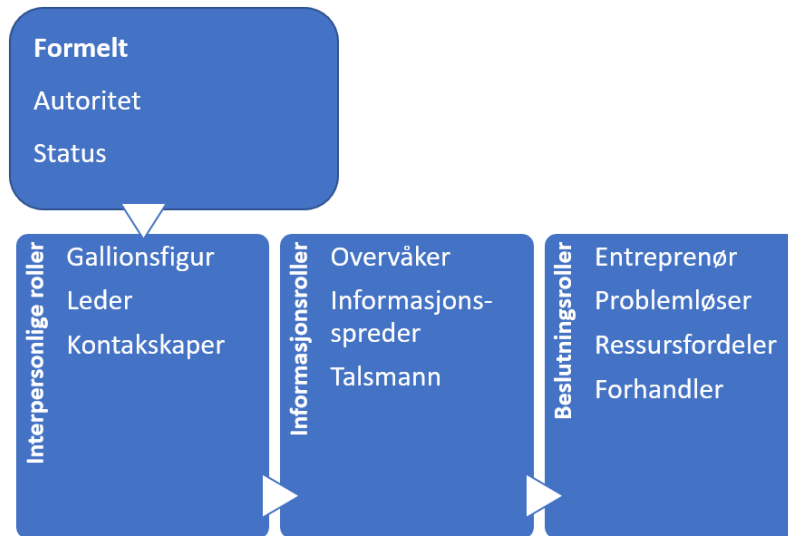 Formelt
Autoritet
Status
Interpersonlige roller
Gallionsfigur
Leder
Kontakskaper
Informasjonsroller
Overvåker
Informasjons-
spreder
Talsmann
Beslutningsroller
Entreprenør
Problemløser
Ressursfordeler
Forhandler